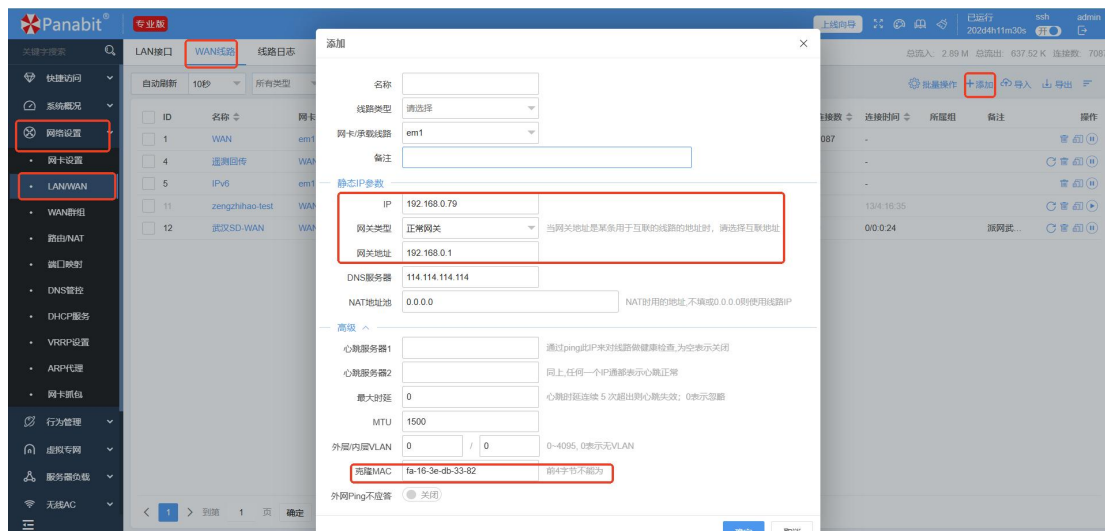 Panabit®
专业版
上线向导
已运行
202d4h11m30s
ssh
开
admin
关键字搜索
LAN接口 WAN线路 线路日志
总流入: 2.89 M 总流出: 637.52 K 连接数: 708
快捷访问
系统概况
网络设置
网卡设置
LAN/WAN
WAN群组
路由/NAT
端口映射
DNS管控
DHCP服务
VRRP设置
ARP代理
网卡抓包
行为管理
虚拟专网
服务器负载
无线AC
自动刷新 10秒 所有类型
批量操作 +添加 导入 导出
ID 名称 网卡 连接数 连接时间 所属组 备注 操作
1 WAN em1 087 -
4 遥测回传 WAN -
5 IPv6 em1 -
11 zengzhihao-test WAN 13/4:16:35
12 武汉SD-WAN WAN 0/0:0:24 派网武...
1 到第 1 页 确定
添加
名称
线路类型 请选择
网卡/承载线路 em1
备注
静态IP参数
IP 192.168.0.79
网关类型 正常网关 当网关地址是某条用于互联的线路的地址时，请选择互联地址
网关地址 192.168.0.1
DNS服务器 114.114.114.114
NAT地址池 0.0.0.0 NAT时用的地址,不填或0.0.0.0则使用线路IP
高级
心跳服务器1 通过ping此IP来对线路做健康检查,为空表示关闭
心跳服务器2 同上,任何一个IP通都表示心跳正常
最大时延 0 心跳时延连续 5 次超出则心跳失效；0表示忽略
MTU 1500
外层/内层VLAN 0 / 0 0~4095, 0表示无VLAN
克隆MAC fa-16-3e-db-33-82 前4字节不能为
外网Ping不应答 关闭